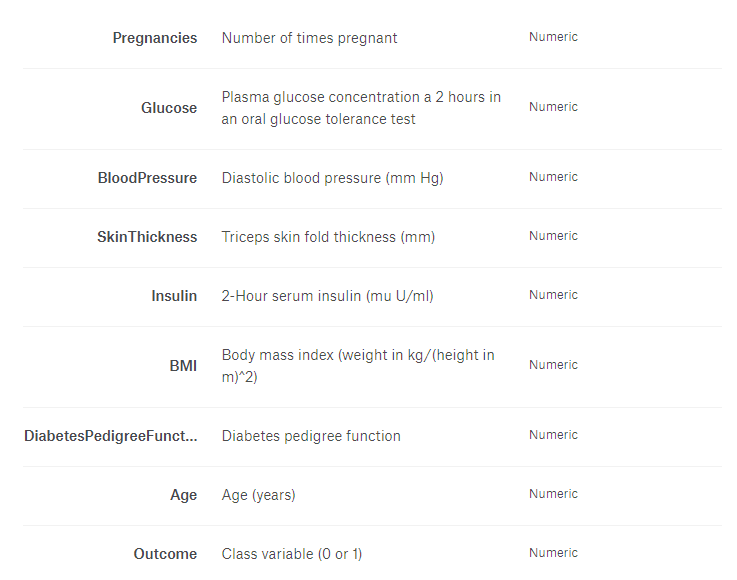 Pregnancies Number of times pregnant Numeric
Glucose Plasma glucose concentration a 2 hours in
an oral glucose tolerance test Numeric
BloodPressure Diastolic blood pressure (mm Hg) Numeric
SkinThickness Triceps skin fold thickness (mm) Numeric
Insulin 2-Hour serum insulin (mu U/ml) Numeric
BMI Body mass index (weight in kg/(height in
m)^2) Numeric
DiabetesPedigreeFunct... Diabetes pedigree function Numeric
Age Age (years) Numeric
Outcome Class variable (0 or 1) Numeric